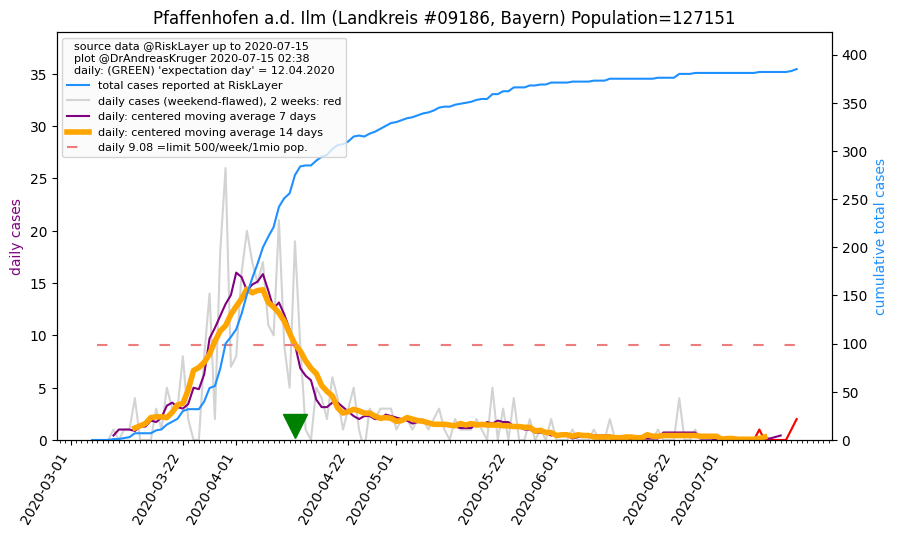 Pfaffenhofen a.d. Ilm (Landkreis #09186, Bayern) Population=127151
source data @RiskLayer up to 2020-07-15
plot @DrAndreasKruger 2020-07-15 02:38
daily: (GREEN) 'expectation day' = 12.04.2020
total cases reported at RiskLayer
daily cases (weekend-flawed), 2 weeks: red
daily: centered moving average 7 days
daily: centered moving average 14 days
daily 9.08 =limit 500/week/1mio pop.
daily cases
35
30
25
20
15
10
5
0
cumulative total cases
400
350
300
250
200
150
100
50
0
2020-03-01
2020-03-22
2020-04-01
2020-04-22
2020-05-01
2020-05-22
2020-06-01
2020-06-22
2020-07-01